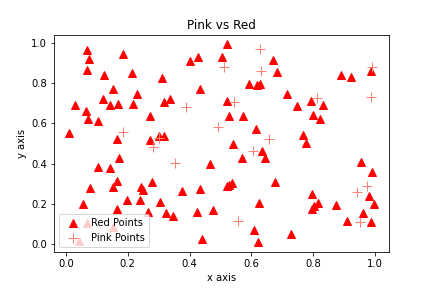 Pink vs Red
1.0
0.8
0.6
0.4
0.2
0.0
y axis
Red Points
Pink Points
0.0 0.2 0.4 0.6 0.8 1.0
x axis